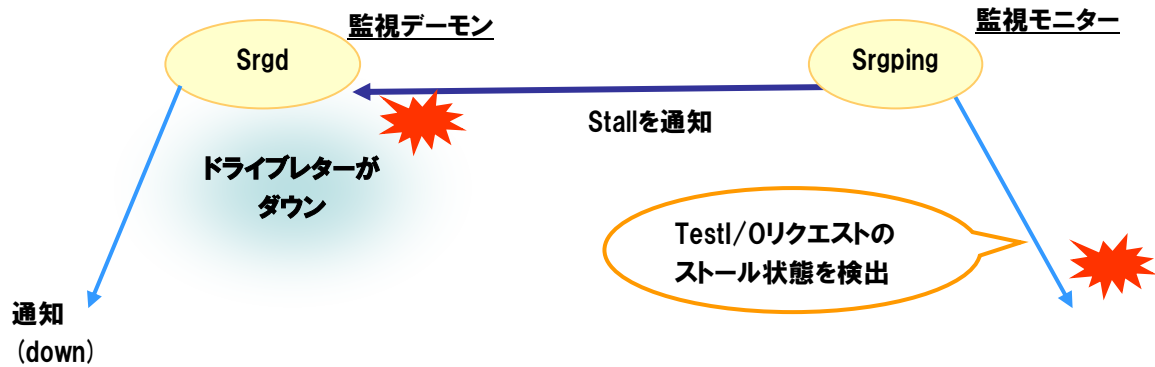 監視デーモン
監視モニター
Srgd
Srgping
Stallを通知
ドライブレターが
ダウン
TestI/Oリクエストの
ストール状態を検出
通知
(down)